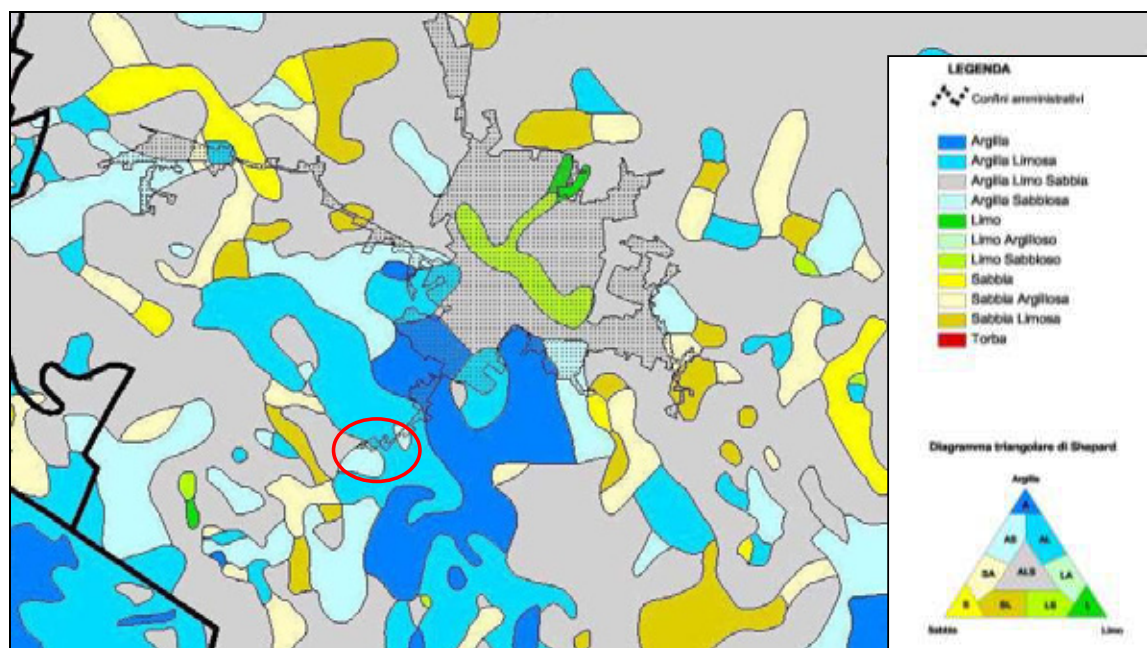 LEGENDA
Confini amministrativi
Argilla
Argilla Limosa
Argilla Limo Sabbia
Argilla Sabbiosa
Limo
Limo Argilloso
Limo Sabbioso
Sabbia
Sabbia Argillosa
Sabbia Limosa
Torba
Diagramma triangolare di Shepard
Argilla
A
AS AL
SA ALS LA
S SL LS L
Sabbia Limo